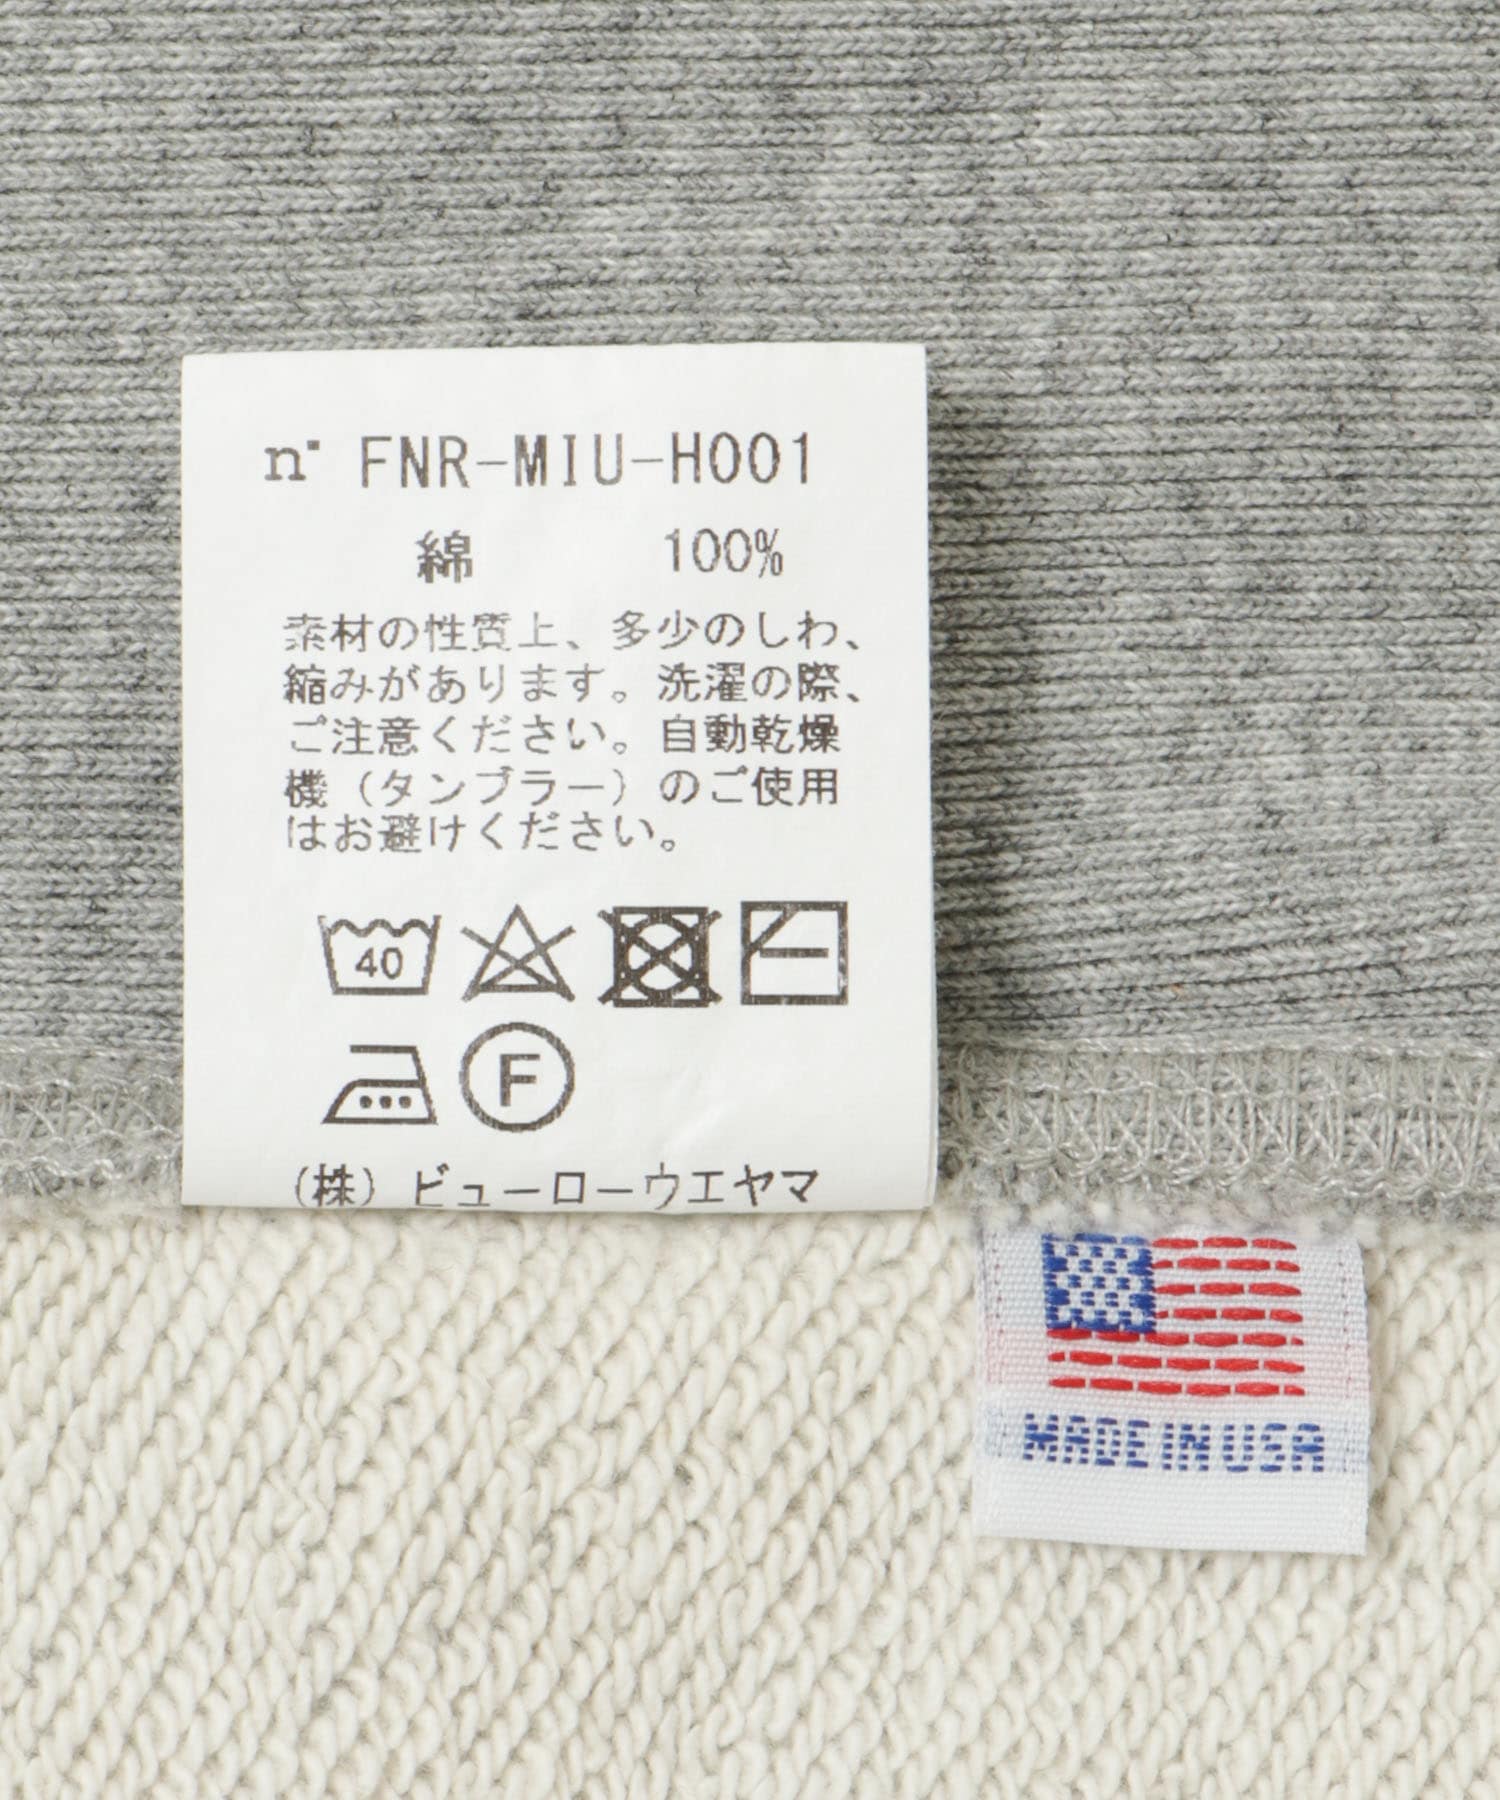 n° FNR-MIU-H001
綿 100%
素材の性質上、多少のしわ、
縮みがあります。洗濯の際、
ご注意ください。自動乾燥
機（タンブラー）のご使用
はお避けください。
40
F
（株）ビューローウエヤマ
MADE IN USA